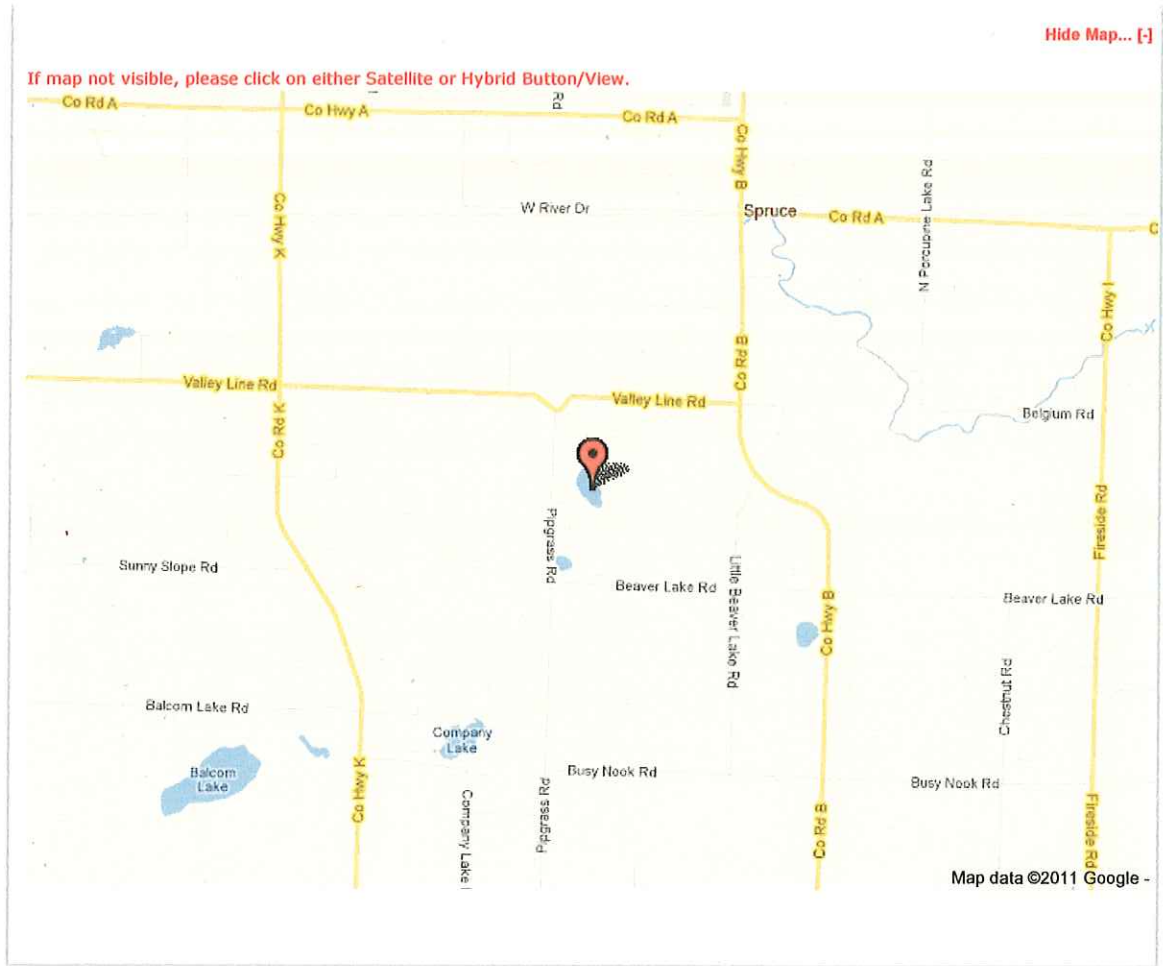 Hide Map... [-]
If map not visible, please click on either Satellite or Hybrid Button/View.
Co Rd A
Co Hwy A
Rd
Co Rd A
Co Hwy B
W River Dr
Spruce
Co Rd A
N Porcupine Lake Rd
Co Hwy K
Co Hwy I
Co Rd B
Valley Line Rd
Valley Line Rd
Co Rd K
Belgium Rd
Pipgrass Rd
Fireside Rd
Sunny Slope Rd
Beaver Lake Rd
Little Beaver Lake Rd
Co Hwy B
Beaver Lake Rd
Chestnut Rd
Balcom Lake Rd
Company
Lake
Balcom
Lake
Co Hwy K
Busy Nook Rd
Busy Nook Rd
Company Lake
Pipgrass Rd
Co Rd B
Fireside Rd
Map data ©2011 Google -